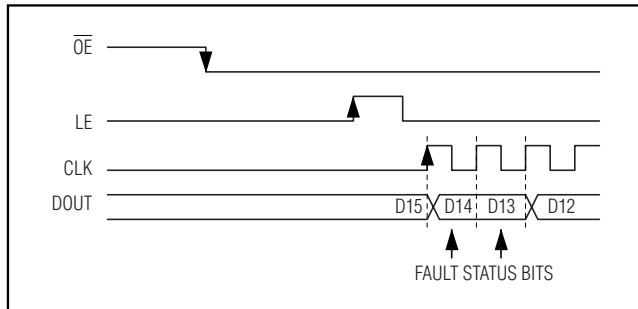 OE
LE
CLK
DOUT
D15 D14 D13 D12
FAULT STATUS BITS